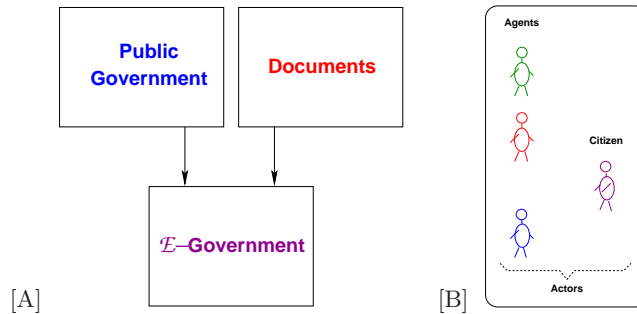 Public
Government
Documents
ℰ–Government
[A]
Agents
Citizen
Actors
[B]